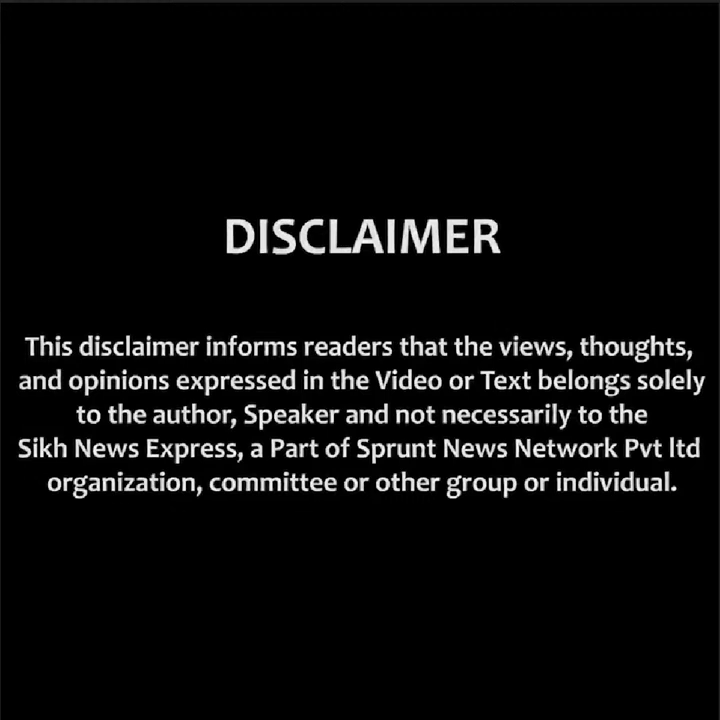 DISCLAIMER
This disclaimer informs readers that the views, thoughts,
and opinions expressed in the Video or Text belongs solely
to the author, Speaker and not necessarily to the
Sikh News Express, a Part of Sprunt News Network Pvt ltd
organization, committee or other group or individual.